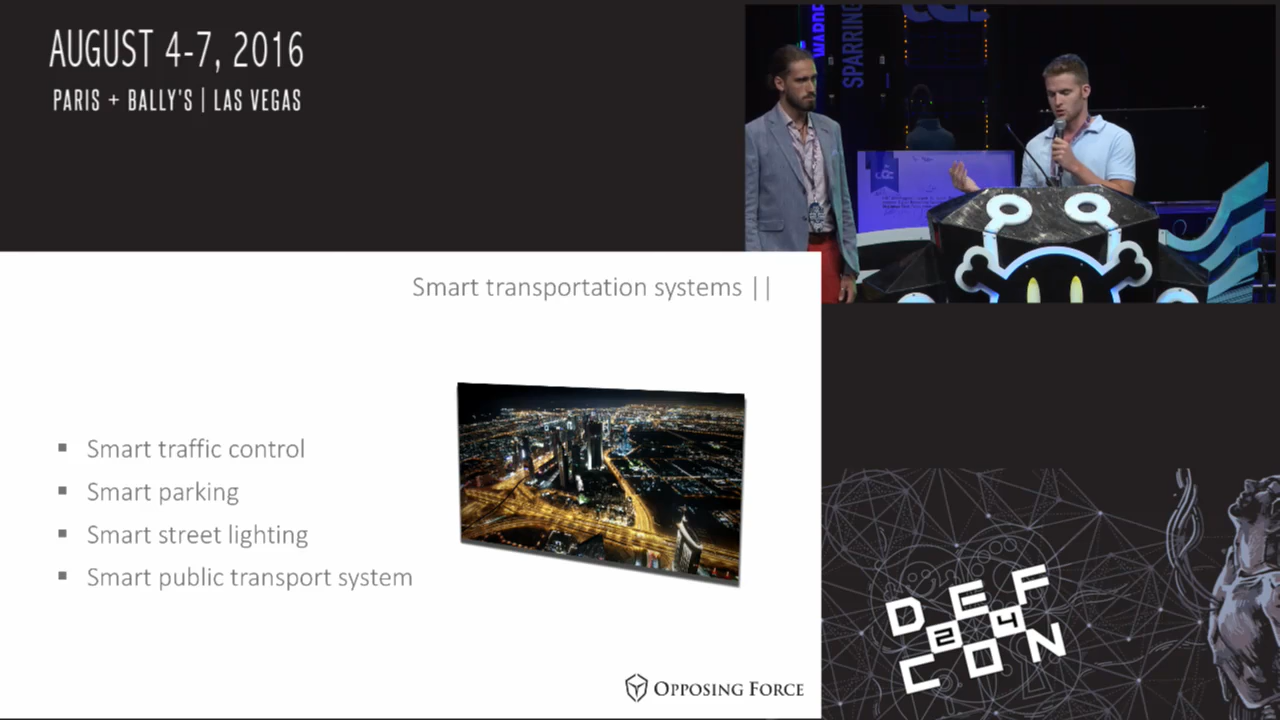 AUGUST 4-7, 2016
PARIS + BALLY'S | LAS VEGAS
SPARRING
Smart transportation systems ||
▪ Smart traffic control
▪ Smart parking
▪ Smart street lighting
▪ Smart public transport system
OPPOSING FORCE
DEF
24
CON